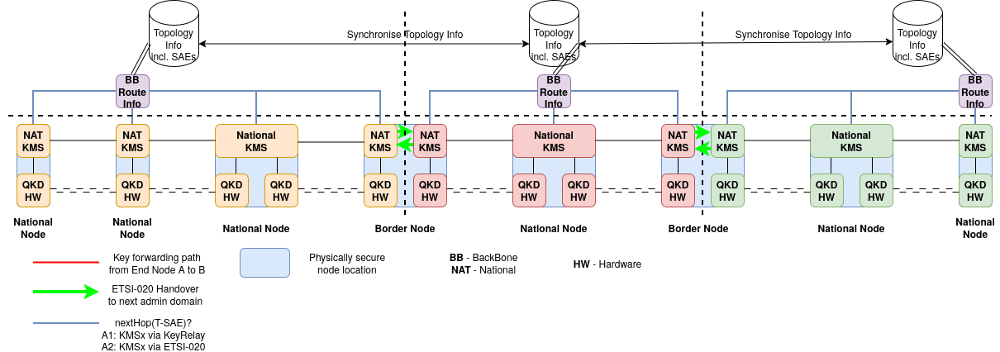 Topology
Info
incl. SAEs
Synchronise Topology Info
Topology
Info
incl. SAEs
Synchronise Topology Info
Topology
Info
incl. SAEs
BB
Route
Info
BB
Route
Info
BB
Route
Info
NAT
KMS
NAT
KMS
National
KMS
NAT
KMS
NAT
KMS
National
KMS
NAT
KMS
NAT
KMS
National
KMS
NAT
KMS
QKD
HW
QKD
HW
QKD
HW
QKD
HW
QKD
HW
QKD
HW
QKD
HW
QKD
HW
QKD
HW
QKD
HW
QKD
HW
QKD
HW
QKD
HW
National
Node
National
Node
National Node
Border Node
National Node
Border Node
National Node
National
Node
Key forwarding path
from End Node A to B
Physically secure
node location
BB - BackBone
NAT - National
HW - Hardware
ETSI-020 Handover
to next admin domain
nextHop(T-SAE)?
A1: KMSx via KeyRelay
A2: KMSx via ETSI-020